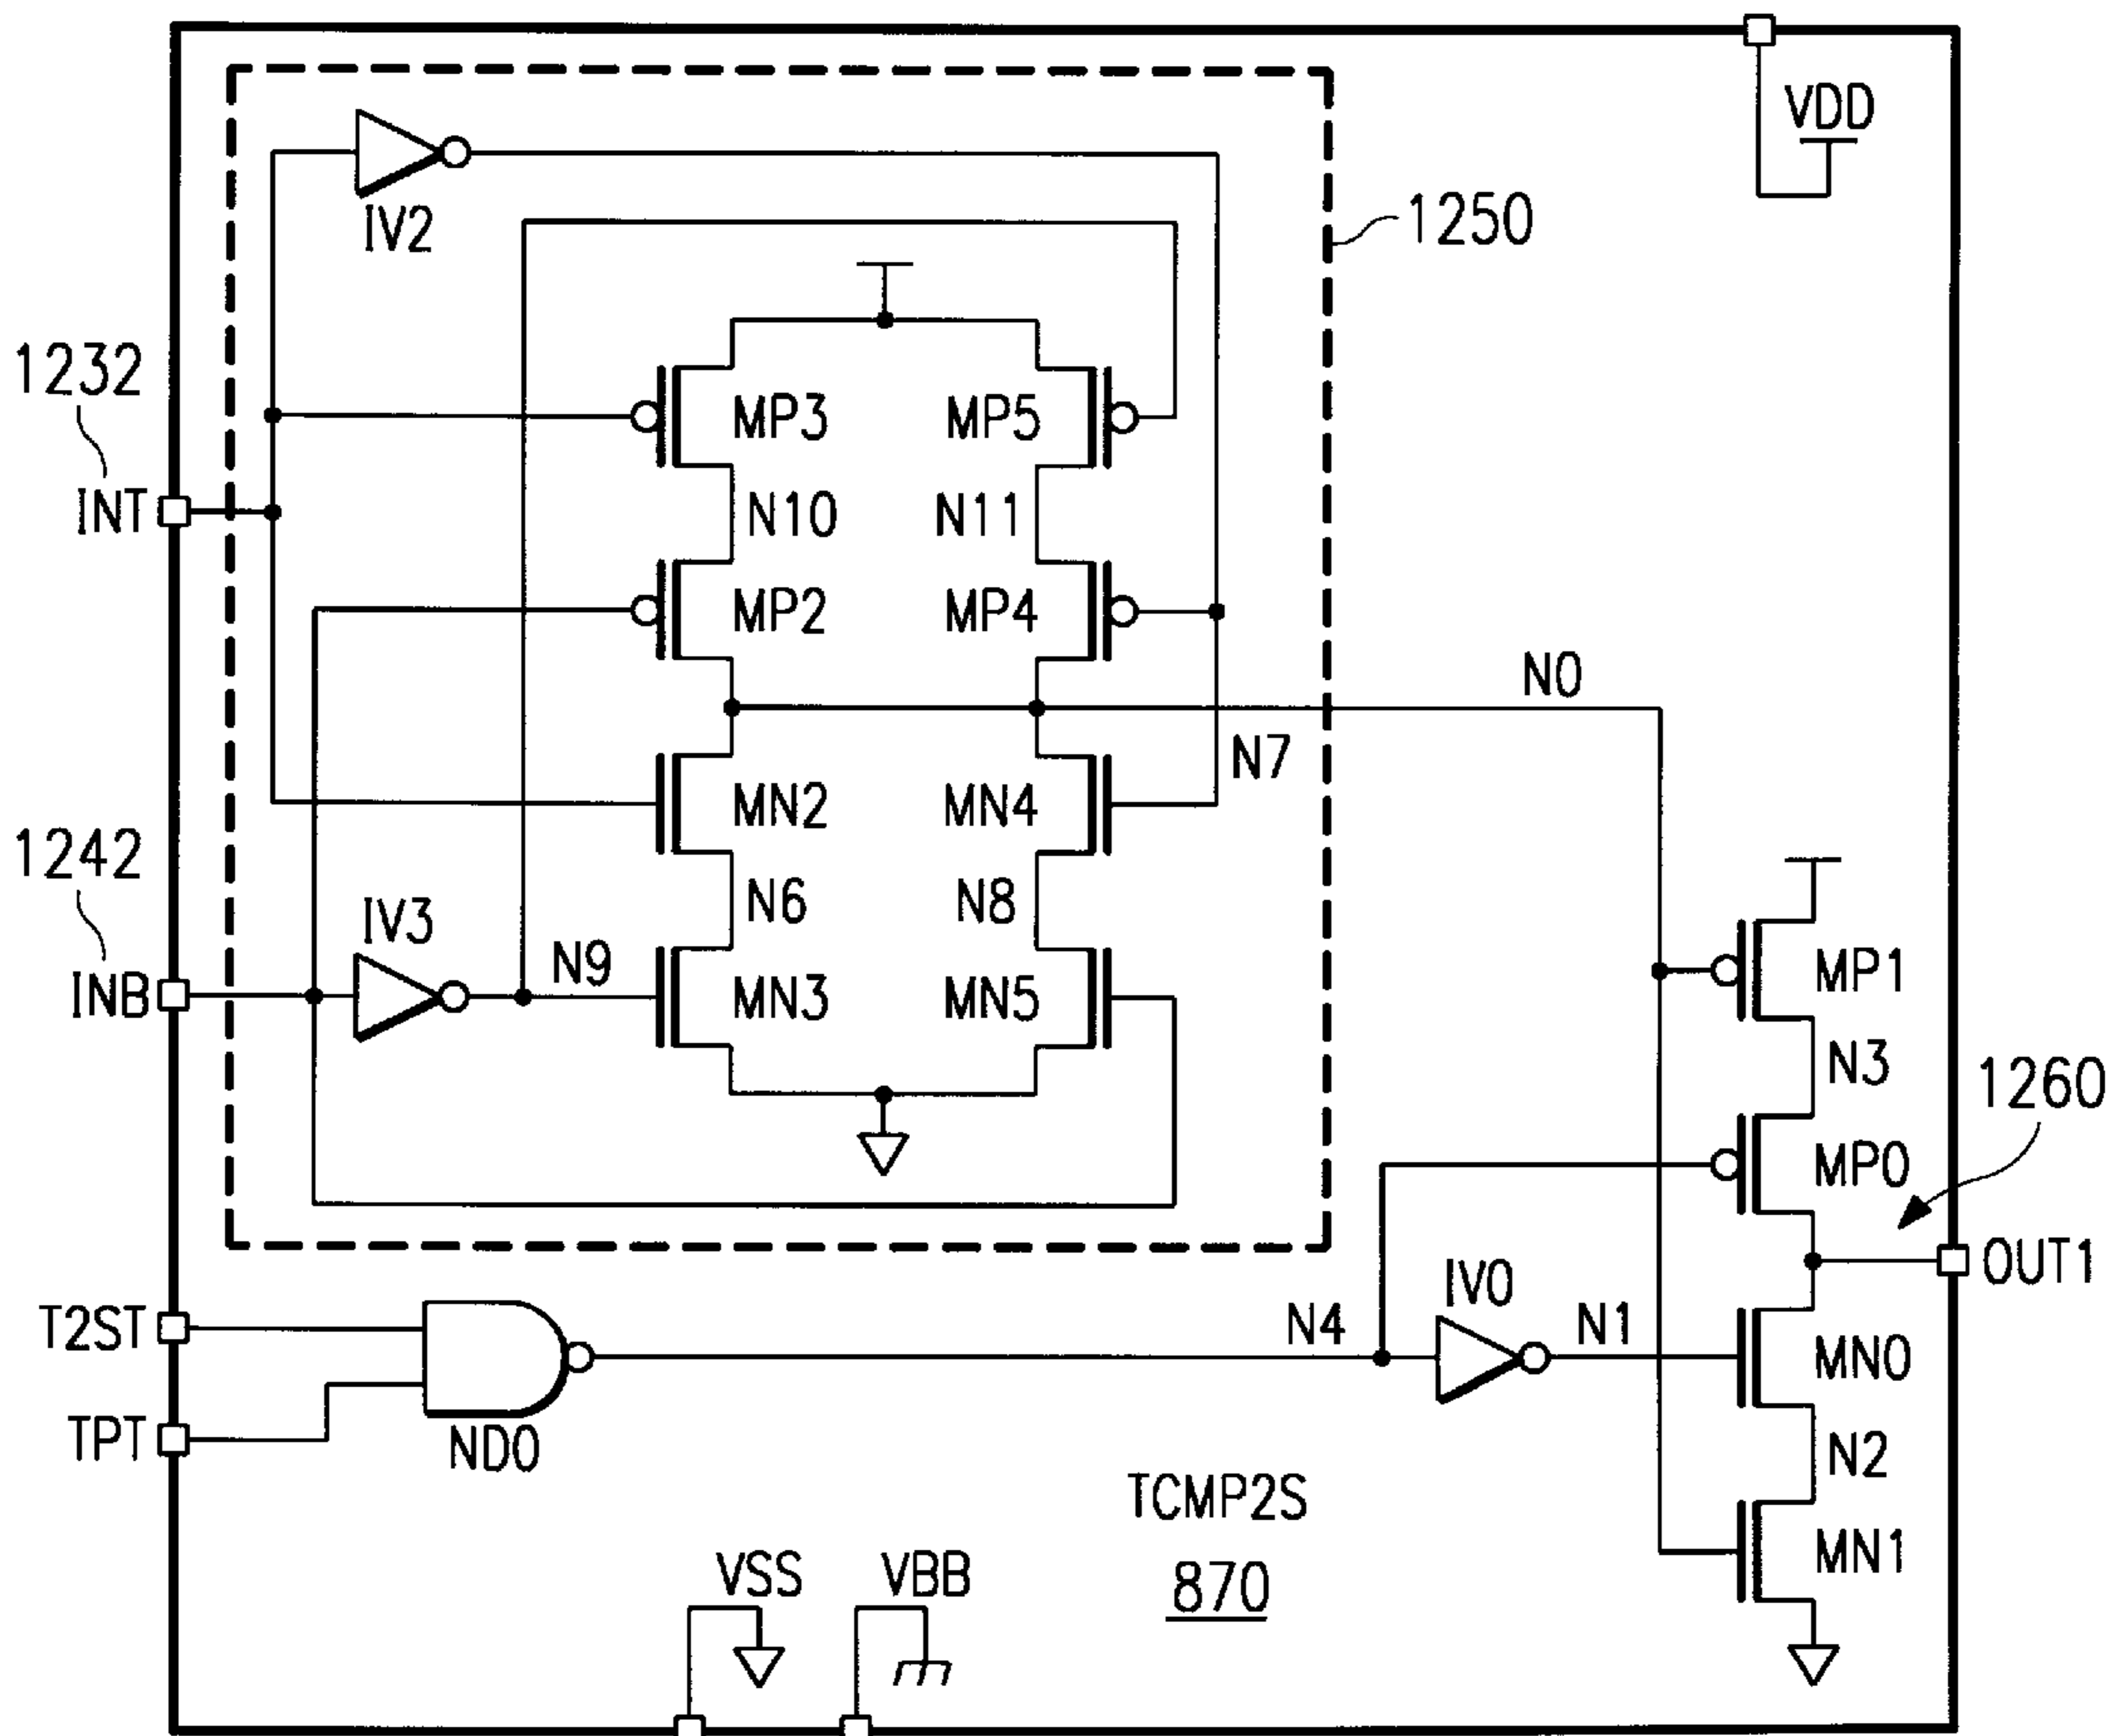 VDD
IV2
1250
1232
MP3
MP5
INT
N10
N11
MP2
MP4
N0
N7
MN2
MN4
1242
IV3
N9
N6
N8
INB
MN3
MN5
MP1
N3
1260
MP0
OUT1
T2ST
N4
IV0
N1
MN0
TPT
ND0
N2
TCMP2S
VSS
VBB
870
MN1